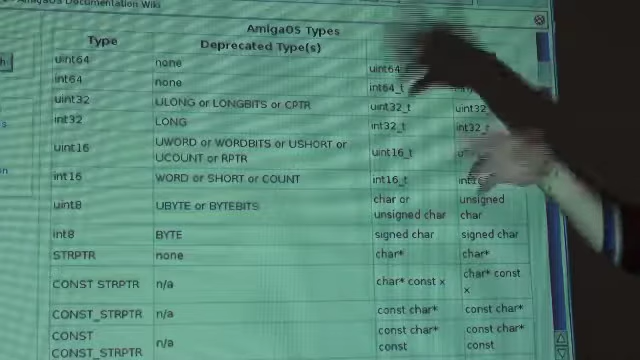 AmigaOS Documentation Wiki
AmigaOS Types
Type Deprecated Type(s)
uint64 none uint64
int64 none int64_t
uint32 ULONG or LONGBITS or CPTR uint32_t uint32
int32 LONG int32_t int32_t
uint16 UWORD or WORDBITS or USHORT or
UCOUNT or RPTR uint16_t
int16 WORD or SHORT or COUNT int16_t
uint8 UBYTE or BYTEBITS char or
unsigned char unsigned
char
int8 BYTE signed char signed char
STRPTR none char* char*
CONST STRPTR n/a char* const x char* const
x
CONST_STRPTR n/a const char* const char*
CONST
CONST_STRPTR n/a const char*
const const char*
const